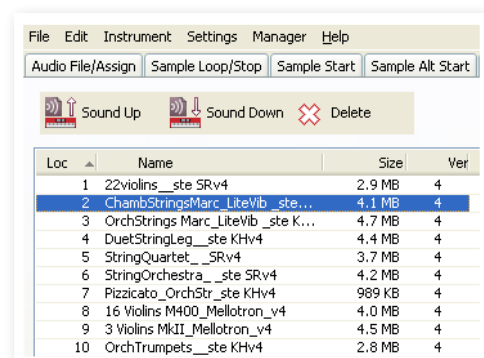 File Edit Instrument Settings Manager Help
Audio File/Assign Sample Loop/Stop Sample Start Sample Alt Start
Sound Up Sound Down Delete
Loc Name Size Ver
1 22violins__ste SRv4 2.9 MB 4
2 ChambStringsMarc_LiteVib _ste... 4.1 MB 4
3 OrchStrings Marc_LiteVib _ste K... 4.7 MB 4
4 DuetStringLeg__ste KHv4 4.4 MB 4
5 StringQuartet_ _SRv4 3.7 MB 4
6 StringOrchestra_ _ste SRv4 4.2 MB 4
7 Pizzicato_OrchStr_ste KHv4 989 KB 4
8 16 Violins M400_Mellotron_v4 4.0 MB 4
9 3 Violins MkII_Mellotron_v4 4.5 MB 4
10 OrchTrumpets__ste KHv4 2.8 MB 4